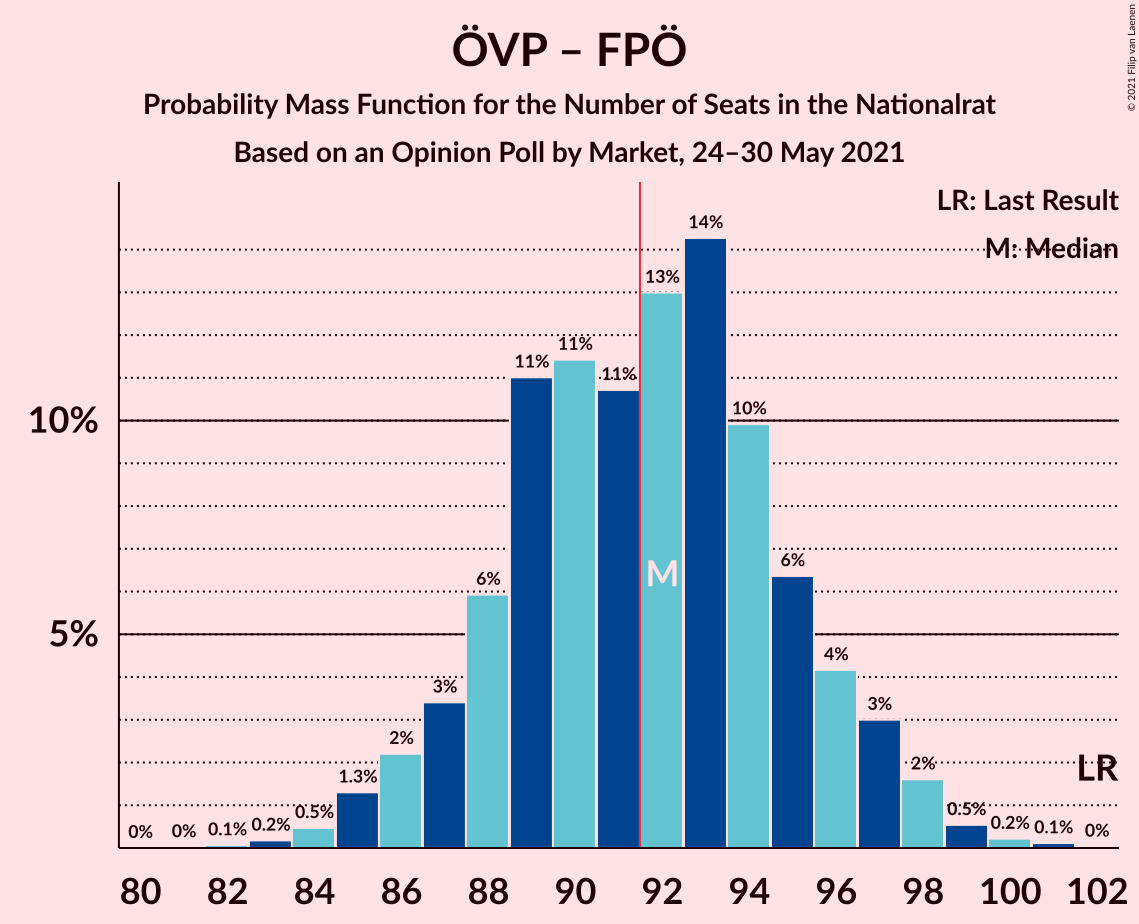 ÖVP – FPÖ
Probability Mass Function for the Number of Seats in the Nationalrat
Based on an Opinion Poll by Market, 24–30 May 2021
© 2021 Filip van Laenen
LR: Last Result
M: Median
10%
5%
0%
0%
0.1%
0.2%
0.5%
1.3%
2%
3%
6%
11%
11%
11%
13%
14%
10%
6%
4%
3%
2%
0.5%
0.2%
0.1%
0%
M
LR
80 82 84 86 88 90 92 94 96 98 100 102